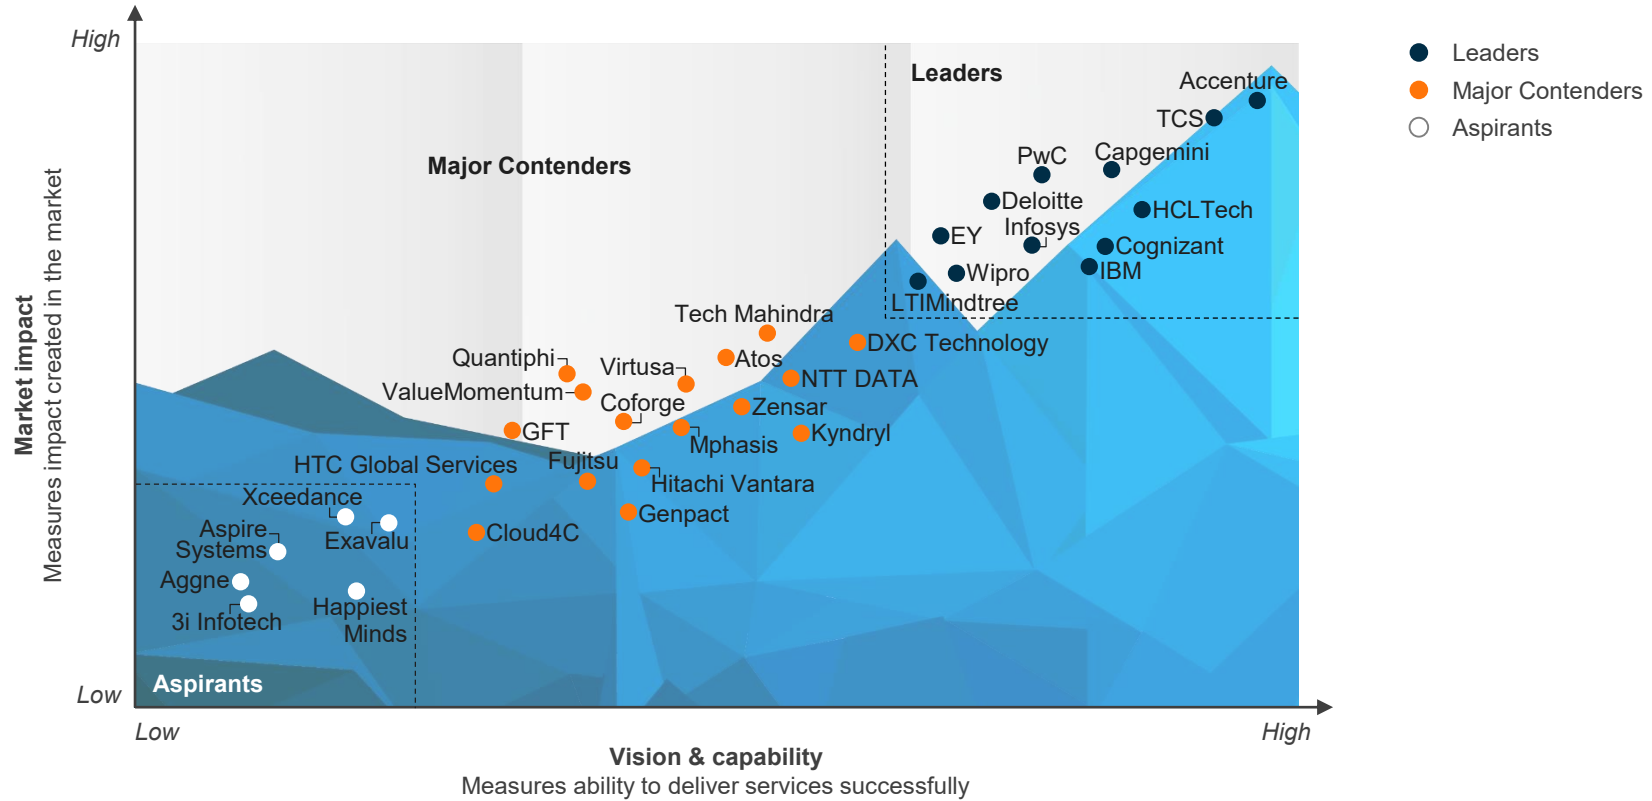 High
Leaders
Major Contenders
Aspirants
Leaders
Accenture
TCS
PwC
Capgemini
Major Contenders
Deloitte
HCLTech
Infosys
EY
Cognizant
Wipro
IBM
LTIMindtree
Tech Mahindra
DXC Technology
Quantiphi
Virtusa
Atos
NTT DATA
ValueMomentum
Coforge
Zensar
GFT
Mphasis
Kyndryl
HTC Global Services
Fujitsu
Hitachi Vantara
Genpact
Cloud4C
Xceedance
Exavalu
Aspire
Systems
Aggne
3i Infotech
Happiest
Minds
Aspirants
Market impact
Measures impact created in the market
Low
Low
High
Vision & capability
Measures ability to deliver services successfully